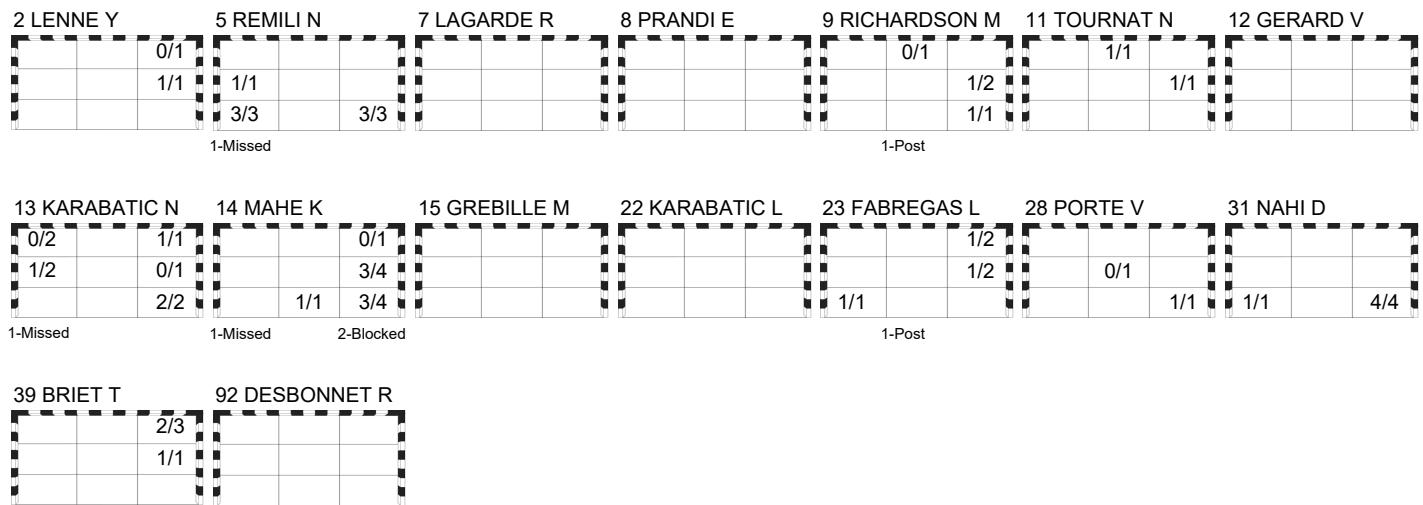 2 LENNE Y 5 REMILI N 7 LAGARDE R 8 PRANDI E 9 RICHARDSON M 11 TOURNAT N 12 GERARD V
0/1 0/1 1/1
1/1 1/1 1/2 1/1
3/3 3/3 1/1
1-Missed 1-Post
13 KARABATIC N 14 MAHE K 15 GREBILLE M 22 KARABATIC L 23 FABREGAS L 28 PORTE V 31 NAHI D
0/2 1/1 0/1 1/2
1/2 0/1 3/4 1/2 0/1
2/2 1/1 3/4 1/1 1/1 1/1 4/4
1-Missed 1-Missed 2-Blocked 1-Post
39 BRIET T 92 DESBONNET R
2/3
1/1